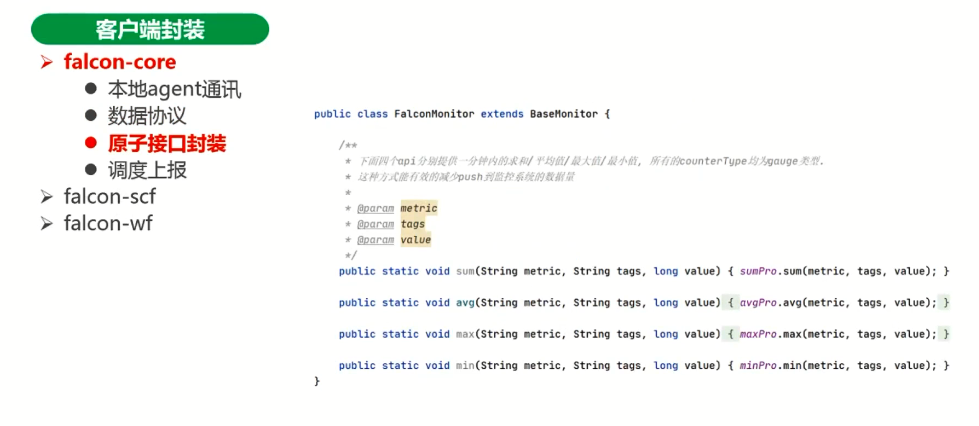 客户端封装
➢ falcon-core
● 本地agent通讯
● 数据协议
● 原子接口封装
● 调度上报
➢ falcon-scf
➢ falcon-wf
public class FalconMonitor extends BaseMonitor {
/**
* 下面四个api分别提供一分钟内的求和/平均值/最大值/最小值, 所有的counterType均为gauge类型.
* 这种方式能有效的减少push到监控系统的数据量
*
* @param metric
* @param tags
* @param value
*/
public static void sum(String metric, String tags, long value) { sumPro.sum(metric, tags, value); }
public static void avg(String metric, String tags, long value) { avgPro.avg(metric, tags, value); }
public static void max(String metric, String tags, long value) { maxPro.max(metric, tags, value); }
public static void min(String metric, String tags, long value) { minPro.min(metric, tags, value); }
}